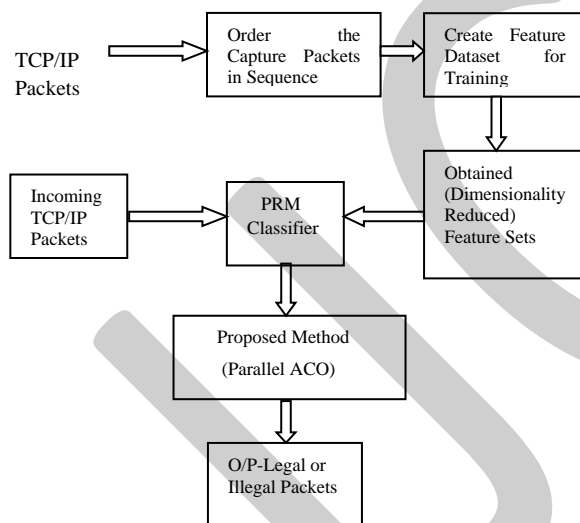 TCP/IP
Packets
Order the
Capture Packets
in Sequence
Create Feature
Dataset for
Training
Incoming
TCP/IP
Packets
PRM
Classifier
Obtained
(Dimensionality
Reduced)
Feature Sets
Proposed Method
(Parallel ACO)
O/P-Legal or
Illegal Packets